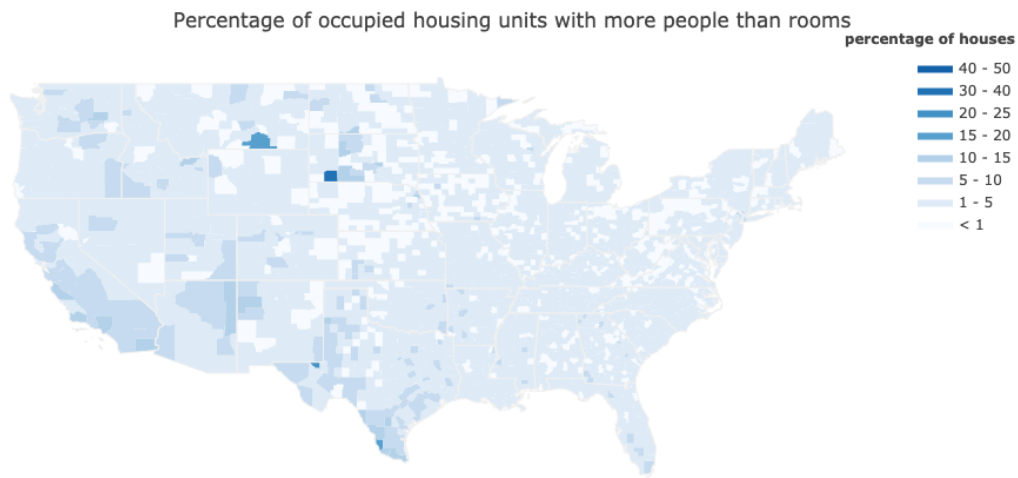 Percentage of occupied housing units with more people than rooms
percentage of houses
40 - 50
30 - 40
20 - 25
15 - 20
10 - 15
5 - 10
1 - 5
< 1